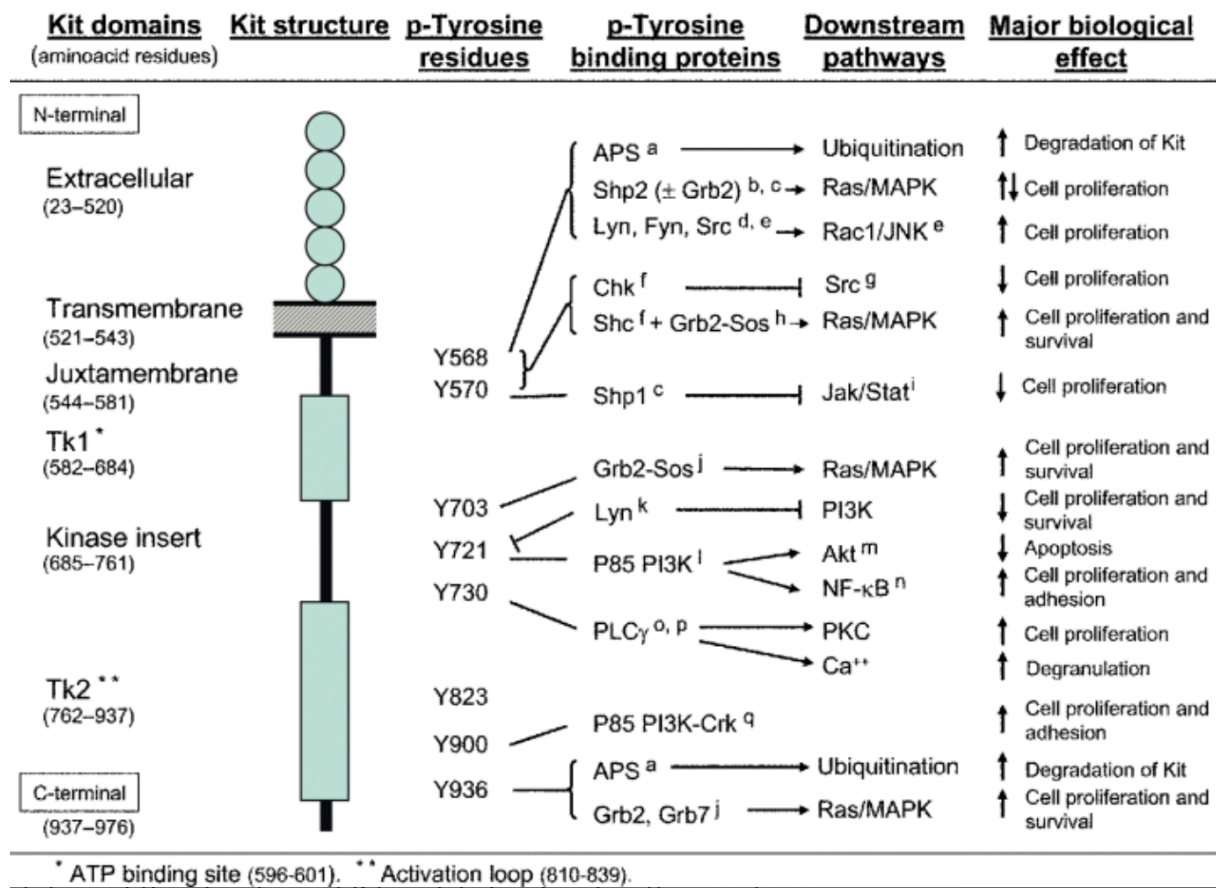 Kit domains
(aminoacid residues)
Kit structure
p-Tyrosine
residues
p-Tyrosine
binding proteins
Downstream
pathways
Major biological
effect
N-terminal
Extracellular
(23–520)
Transmembrane
(521–543)
Juxtamembrane
(544–581)
Tk1 *
(582–684)
Kinase insert
(685–761)
Tk2 * *
(762–937)
C-terminal
(937–976)
Y568
Y570
Y703
Y721
Y730
Y823
Y900
Y936
APS a Ubiquitination Degradation of Kit
Shp2 (± Grb2) b, c Ras/MAPK Cell proliferation
Lyn, Fyn, Src d, e Rac1/JNK e Cell proliferation
Chk f Src g Cell proliferation
Shc f + Grb2-Sos h Ras/MAPK Cell proliferation and
survival
Shp1 c Jak/Stat i Cell proliferation
Grb2-Sos j Ras/MAPK Cell proliferation and
survival
Lyn k PI3K Cell proliferation and
survival
P85 PI3K l Akt m Apoptosis
NF-κB n Cell proliferation and
adhesion
PLCγ o, p PKC Cell proliferation
Ca++ Degranulation
P85 PI3K-Crk q Cell proliferation and
adhesion
APS a Ubiquitination Degradation of Kit
Grb2, Grb7 j Ras/MAPK Cell proliferation and
survival
* ATP binding site (596-601). * * Activation loop (810-839).